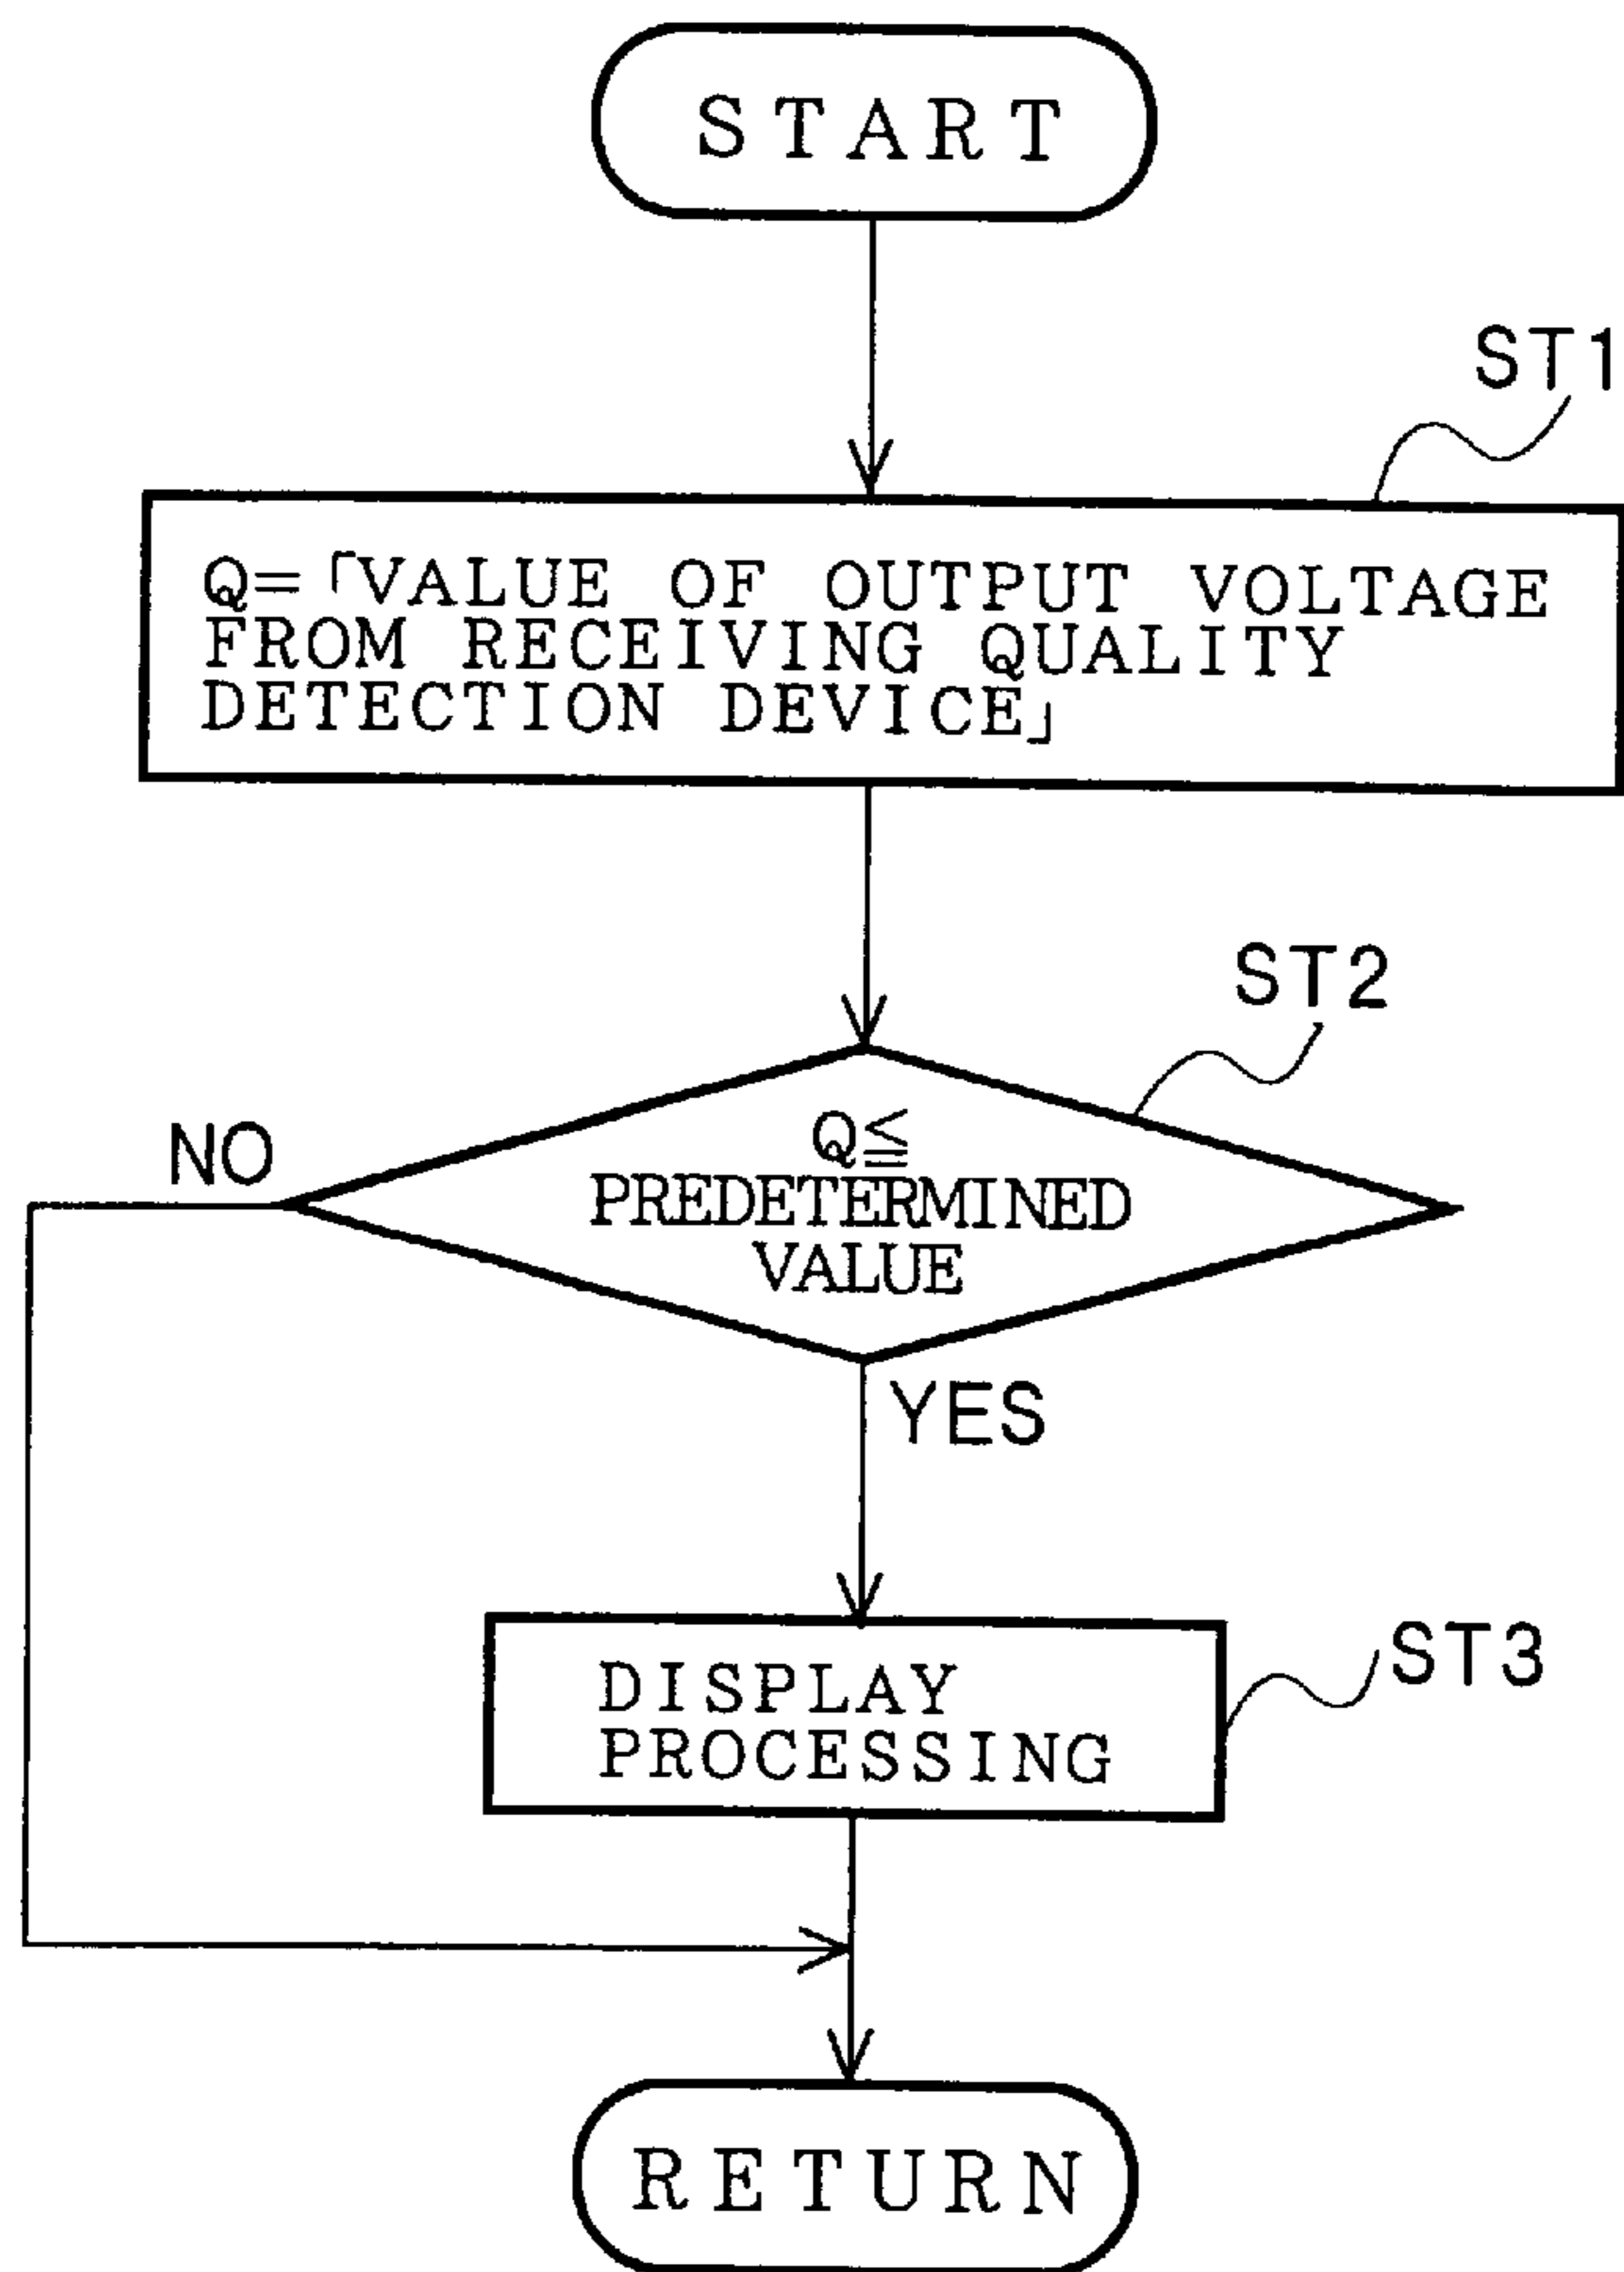 START
ST1
Q=「VALUE OF OUTPUT VOLTAGE
FROM RECEIVING QUALITY
DETECTION DEVICE」
ST2
NO
Q≦
PREDETERMINED
VALUE
YES
DISPLAY
PROCESSING
ST3
RETURN